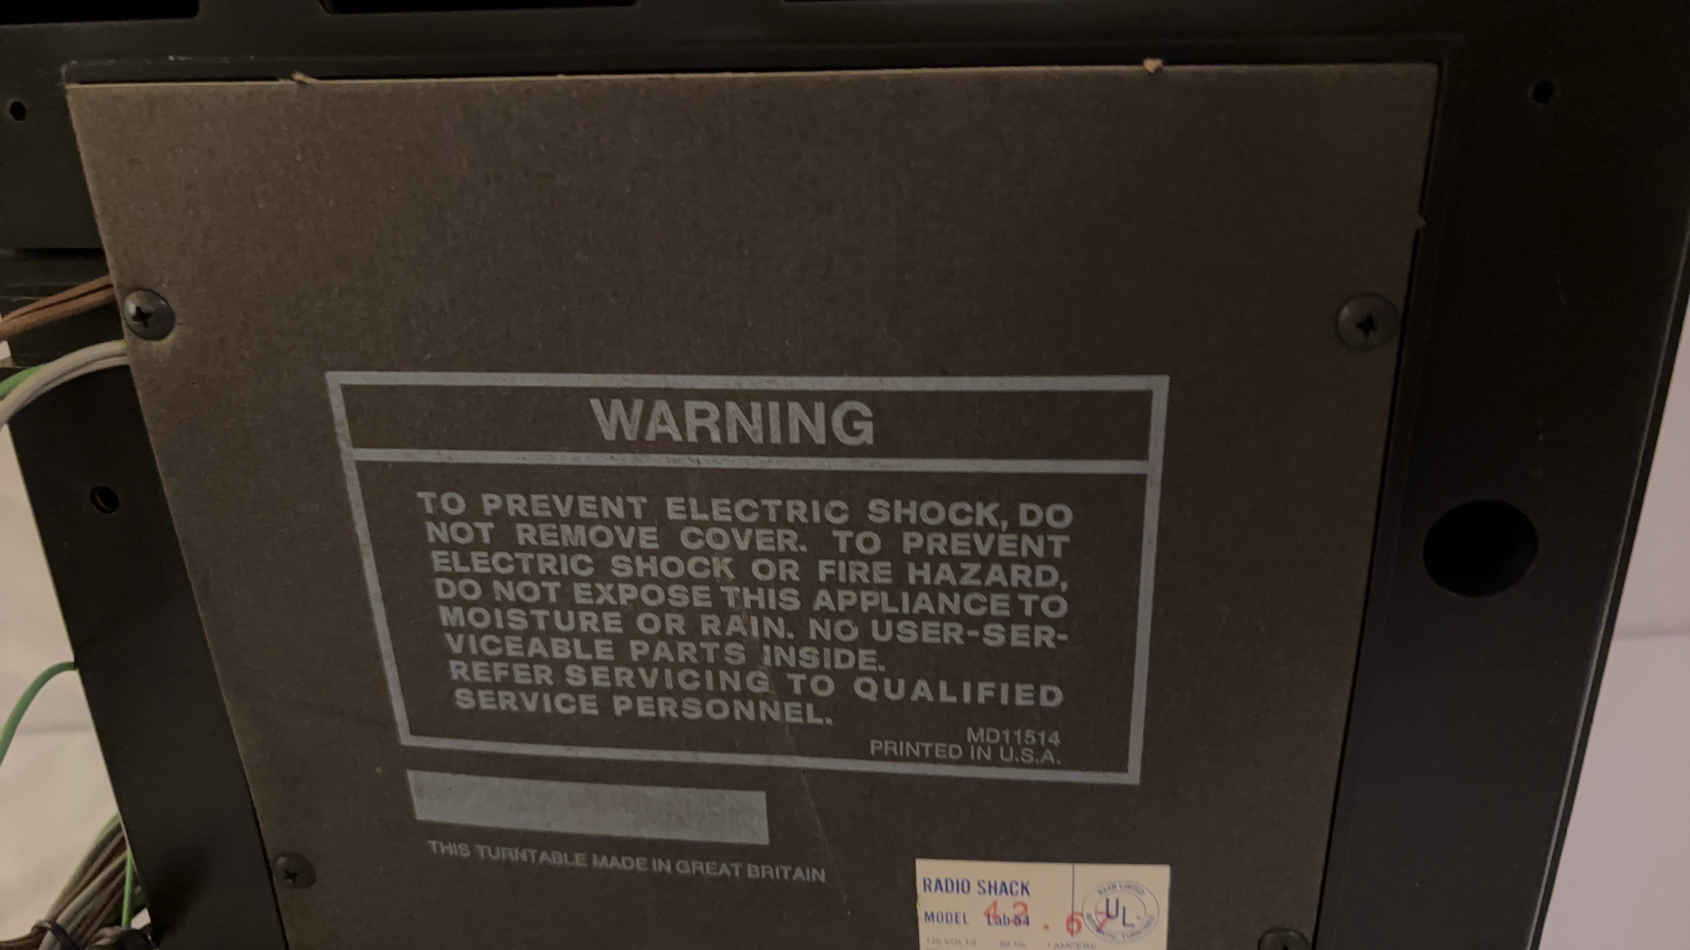 WARNING
TO PREVENT ELECTRIC SHOCK, DO
NOT REMOVE COVER. TO PREVENT
ELECTRIC SHOCK OR FIRE HAZARD,
DO NOT EXPOSE THIS APPLIANCE TO
MOISTURE OR RAIN. NO USER-SER-
VICEABLE PARTS INSIDE.
REFER SERVICING TO QUALIFIED
SERVICE PERSONNEL.
MD11514
PRINTED IN U.S.A.
THIS TURNTABLE MADE IN GREAT BRITAIN
RADIO SHACK
MODEL Lab-54
UL